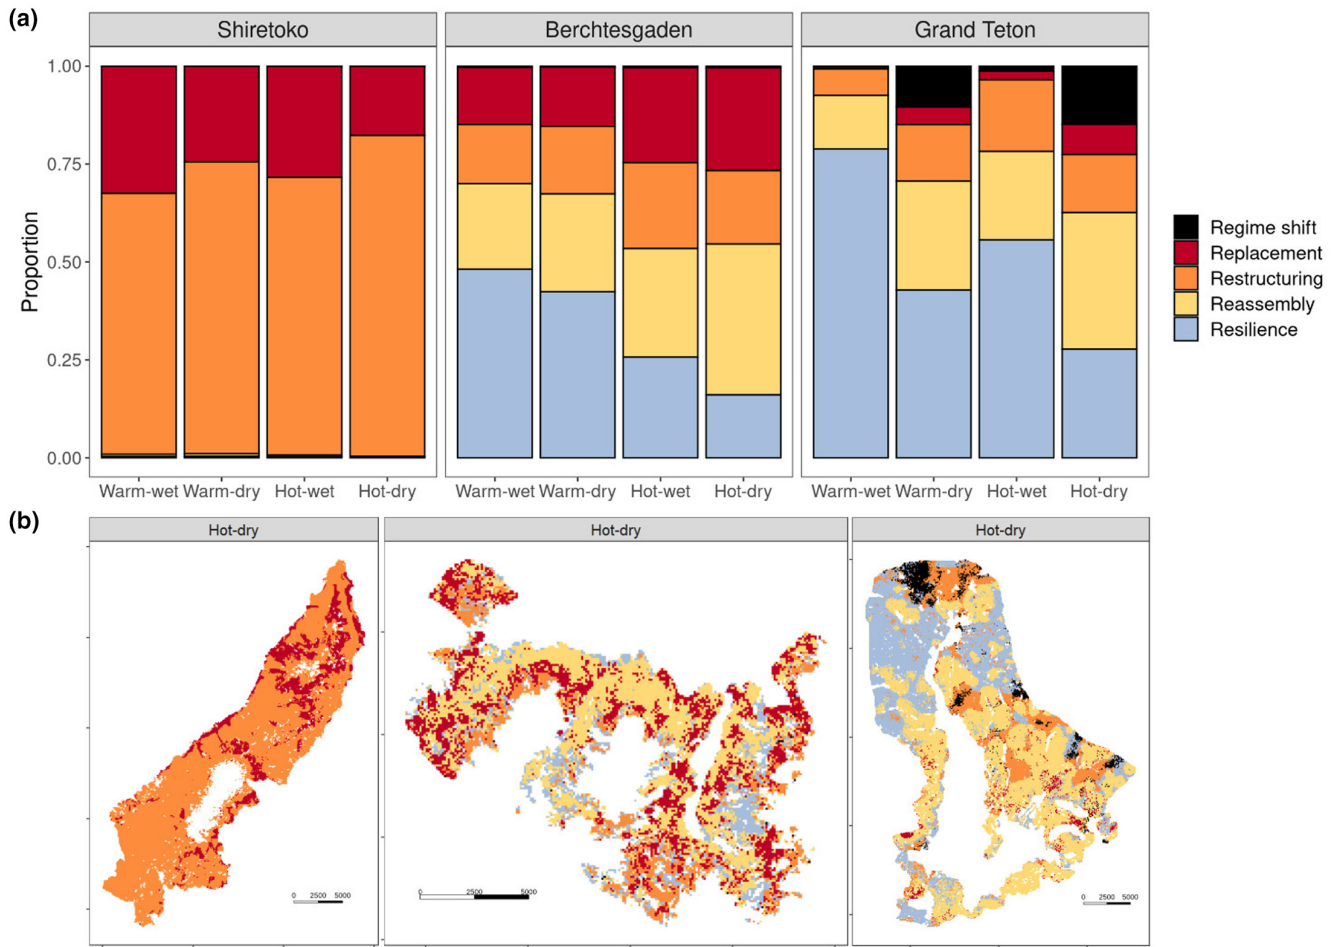 (a)
Shiretoko
Berchtesgaden
Grand Teton
Proportion
1.00
0.75
0.50
0.25
0.00
Warm-wet Warm-dry Hot-wet Hot-dry
Warm-wet Warm-dry Hot-wet Hot-dry
Warm-wet Warm-dry Hot-wet Hot-dry
Regime shift
Replacement
Restructuring
Reassembly
Resilience
(b)
Hot-dry
Hot-dry
Hot-dry
0 2500 5000
0 2500 5000
0 2500 5000